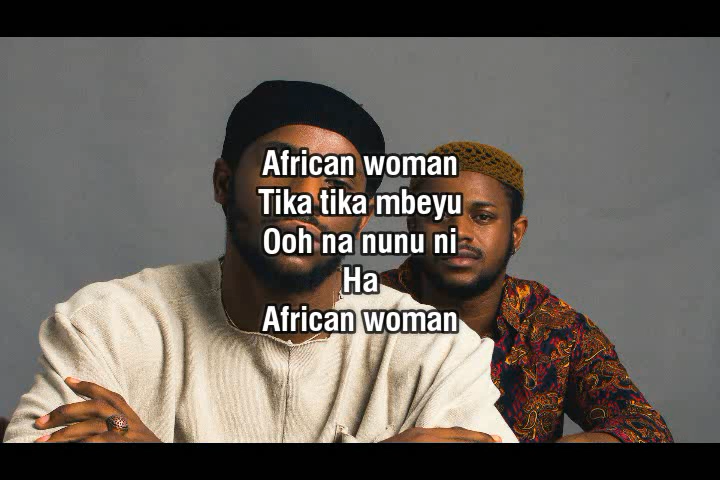 African woman
Tika tika mbeyu
Ooh na nunu ni
Ha
African woman